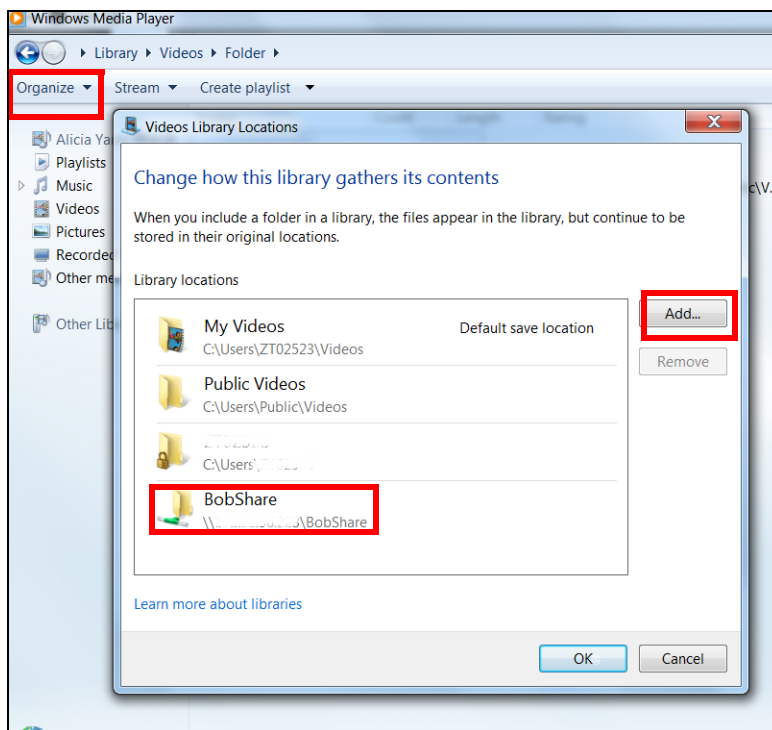 Windows Media Player
Library Videos Folder
Organize Stream Create playlist
Videos Library Locations
Alicia
Playlists
Music
Videos
Pictures
Other
Other
Change how this library gathers its contents
When you include a folder in a library, the files appear in the library, but continue to be
stored in their original locations.
Library locations
My Videos Default save location
C:\Users\ZT02523\Videos
Public Videos
C:\Users\Public\Videos
C:\Users\
BobShare
\BobShare
Add...
Remove
Learn more about libraries
OK Cancel